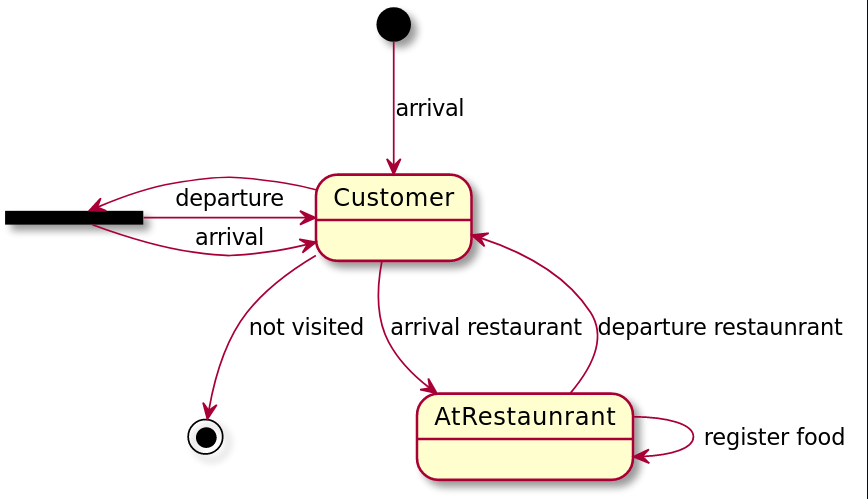 arrival
Customer
departure
arrival
not visited
arrival restaurant
departure restaunrant
AtRestaunrant
register food